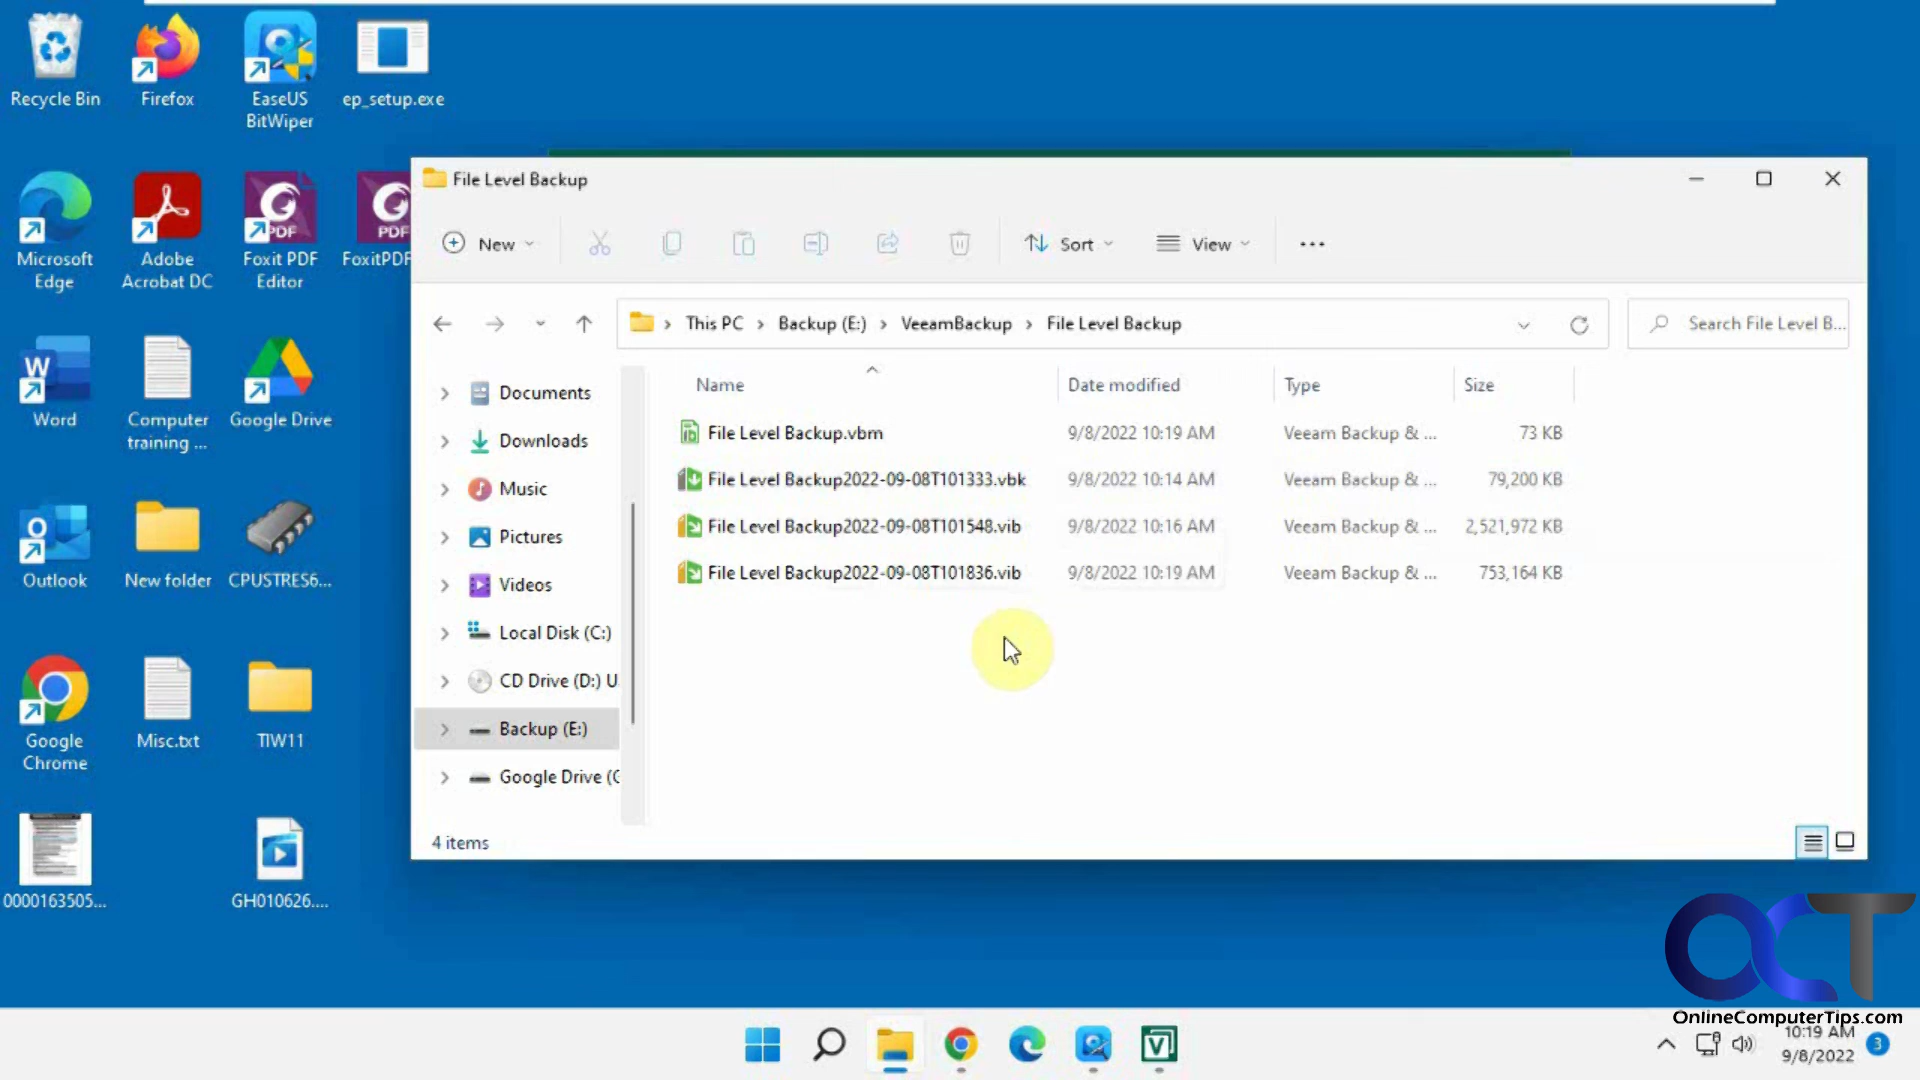 Recycle Bin
Firefox
EaseUS
BitWiper
ep_setup.exe
Microsoft
Edge
Adobe
Acrobat DC
PDF
Foxit PDF
Editor
PDF
FoxitPDF
Word
Computer
training ...
Google Drive
Outlook
New folder
CPUSTRES6...
Google
Chrome
Misc.txt
TIW11
0000163505...
GH010626....
File Level Backup
New
Sort
View
This PC > Backup (E:) > VeeamBackup > File Level Backup
Search File Level B...
Documents
Downloads
Music
Pictures
Videos
Local Disk (C:)
CD Drive (D:) U
Backup (E:)
Google Drive (G
Name Date modified Type Size
File Level Backup.vbm 9/8/2022 10:19 AM Veeam Backup & ... 73 KB
File Level Backup2022-09-08T101333.vbk 9/8/2022 10:14 AM Veeam Backup & ... 79,200 KB
File Level Backup2022-09-08T101548.vib 9/8/2022 10:16 AM Veeam Backup & ... 2,521,972 KB
File Level Backup2022-09-08T101836.vib 9/8/2022 10:19 AM Veeam Backup & ... 753,164 KB
4 items
OCT
OnlineComputerTips.com
10:19 AM
9/8/2022
3